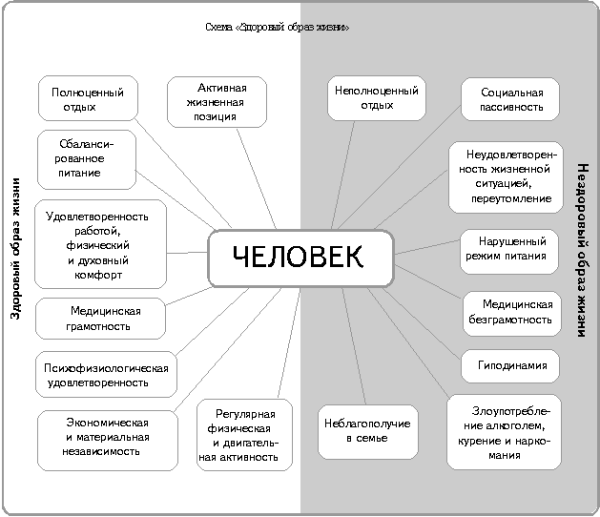 Схема «Здоровый образ жизни»
Здоровый образ жизни
Полноценный
отдых
Активная
жизненная
позиция
Сбаланси-
рованное
питание
Удовлетворенность
работой,
физический
и духовный
комфорт
Медицинская
грамотность
Психофизиологическая
удовлетворенность
Экономическая
и материальная
независимость
Регулярная
физическая
и двигатель-
ная активность
ЧЕЛОВЕК
Неполноценный
отдых
Социальная
пассивность
Неудовлетворен-
ность жизненной
ситуацией,
переутомление
Нарушенный
режим питания
Медицинская
безграмотность
Гиподинамия
Злоупотребле-
ние алкоголем,
курение и нарко-
мания
Неблагополучие
в семье
Нездоровый образ жизни